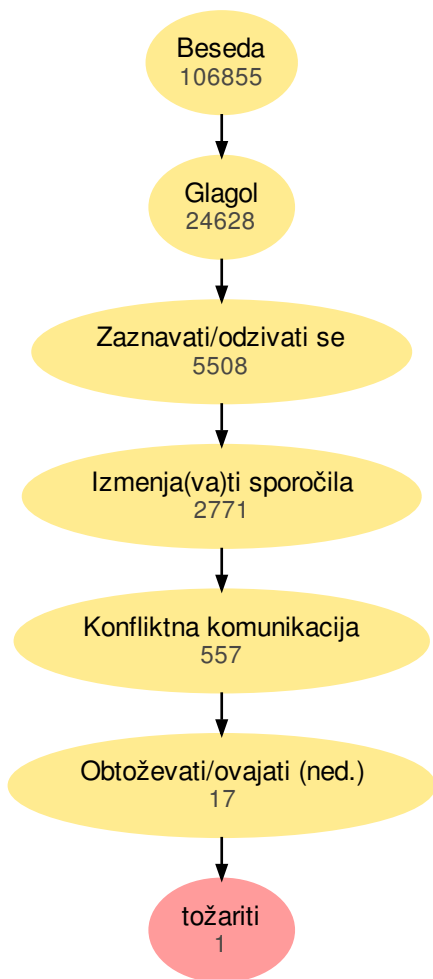 Beseda
106855
Glagol
24628
Zaznavati/odzivati se
5508
Izmenja(va)ti sporočila
2771
Konfliktna komunikacija
557
Obtoževati/ovajati (ned.)
17
tožariti
1